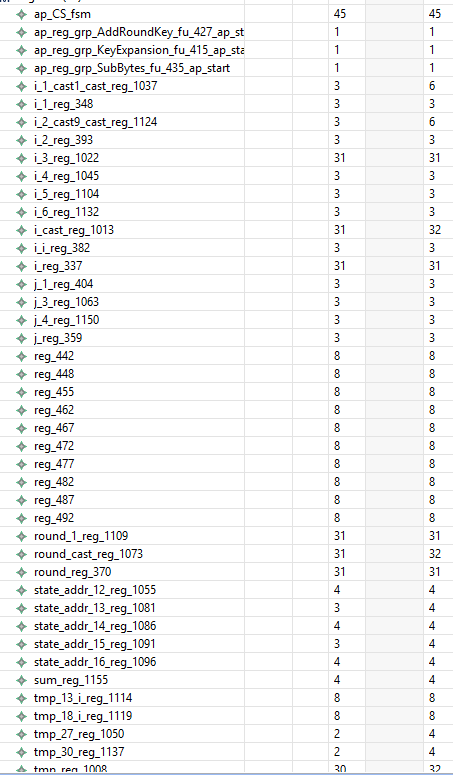 ap_CS_fsm 45 45
ap_reg_grp_AddRoundKey_fu_427_ap_st 1 1
ap_reg_grp_KeyExpansion_fu_415_ap_sta 1 1
ap_reg_grp_SubBytes_fu_435_ap_start 1 1
i_1_cast1_cast_reg_1037 3 6
i_1_reg_348 3 3
i_2_cast9_cast_reg_1124 3 6
i_2_reg_393 3 3
i_3_reg_1022 31 31
i_4_reg_1045 3 3
i_5_reg_1104 3 3
i_6_reg_1132 3 3
i_cast_reg_1013 31 32
i_i_reg_382 3 3
i_reg_337 31 31
j_1_reg_404 3 3
j_3_reg_1063 3 3
j_4_reg_1150 3 3
j_reg_359 3 3
reg_442 8 8
reg_448 8 8
reg_455 8 8
reg_462 8 8
reg_467 8 8
reg_472 8 8
reg_477 8 8
reg_482 8 8
reg_487 8 8
reg_492 8 8
round_1_reg_1109 31 31
round_cast_reg_1073 31 32
round_reg_370 31 31
state_addr_12_reg_1055 4 4
state_addr_13_reg_1081 3 4
state_addr_14_reg_1086 4 4
state_addr_15_reg_1091 3 4
state_addr_16_reg_1096 4 4
sum_reg_1155 4 4
tmp_13_i_reg_1114 8 8
tmp_18_i_reg_1119 8 8
tmp_27_reg_1050 2 4
tmp_30_reg_1137 2 4
tmp_reg_1008 30 32